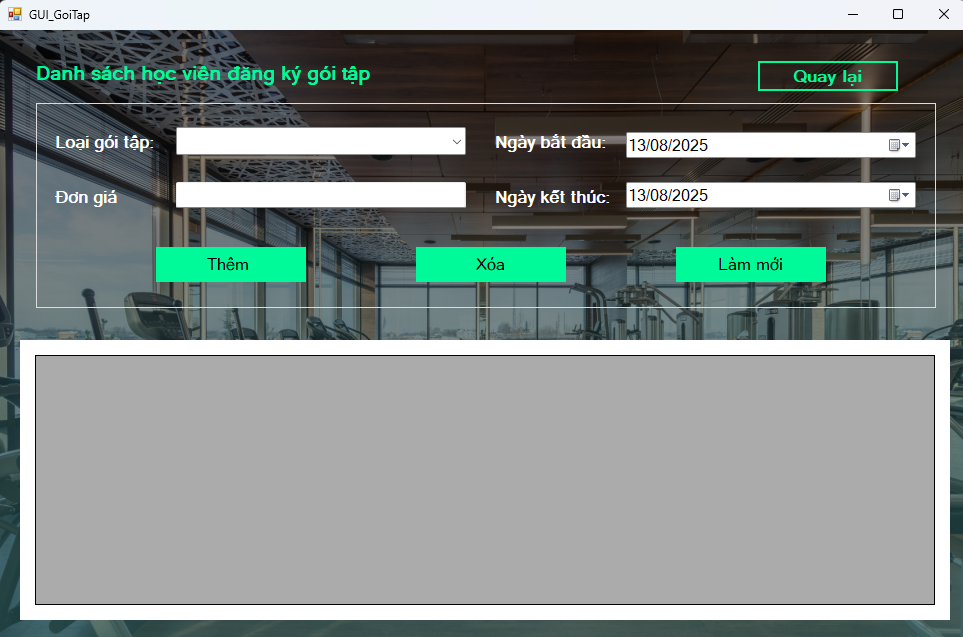 GUI_GoiTap
Danh sách học viên đăng ký gói tập
Quay lại
Loại gói tập:
Ngày bắt đầu:
13/08/2025
Đơn giá
Ngày kết thúc:
13/08/2025
Thêm
Xóa
Làm mới